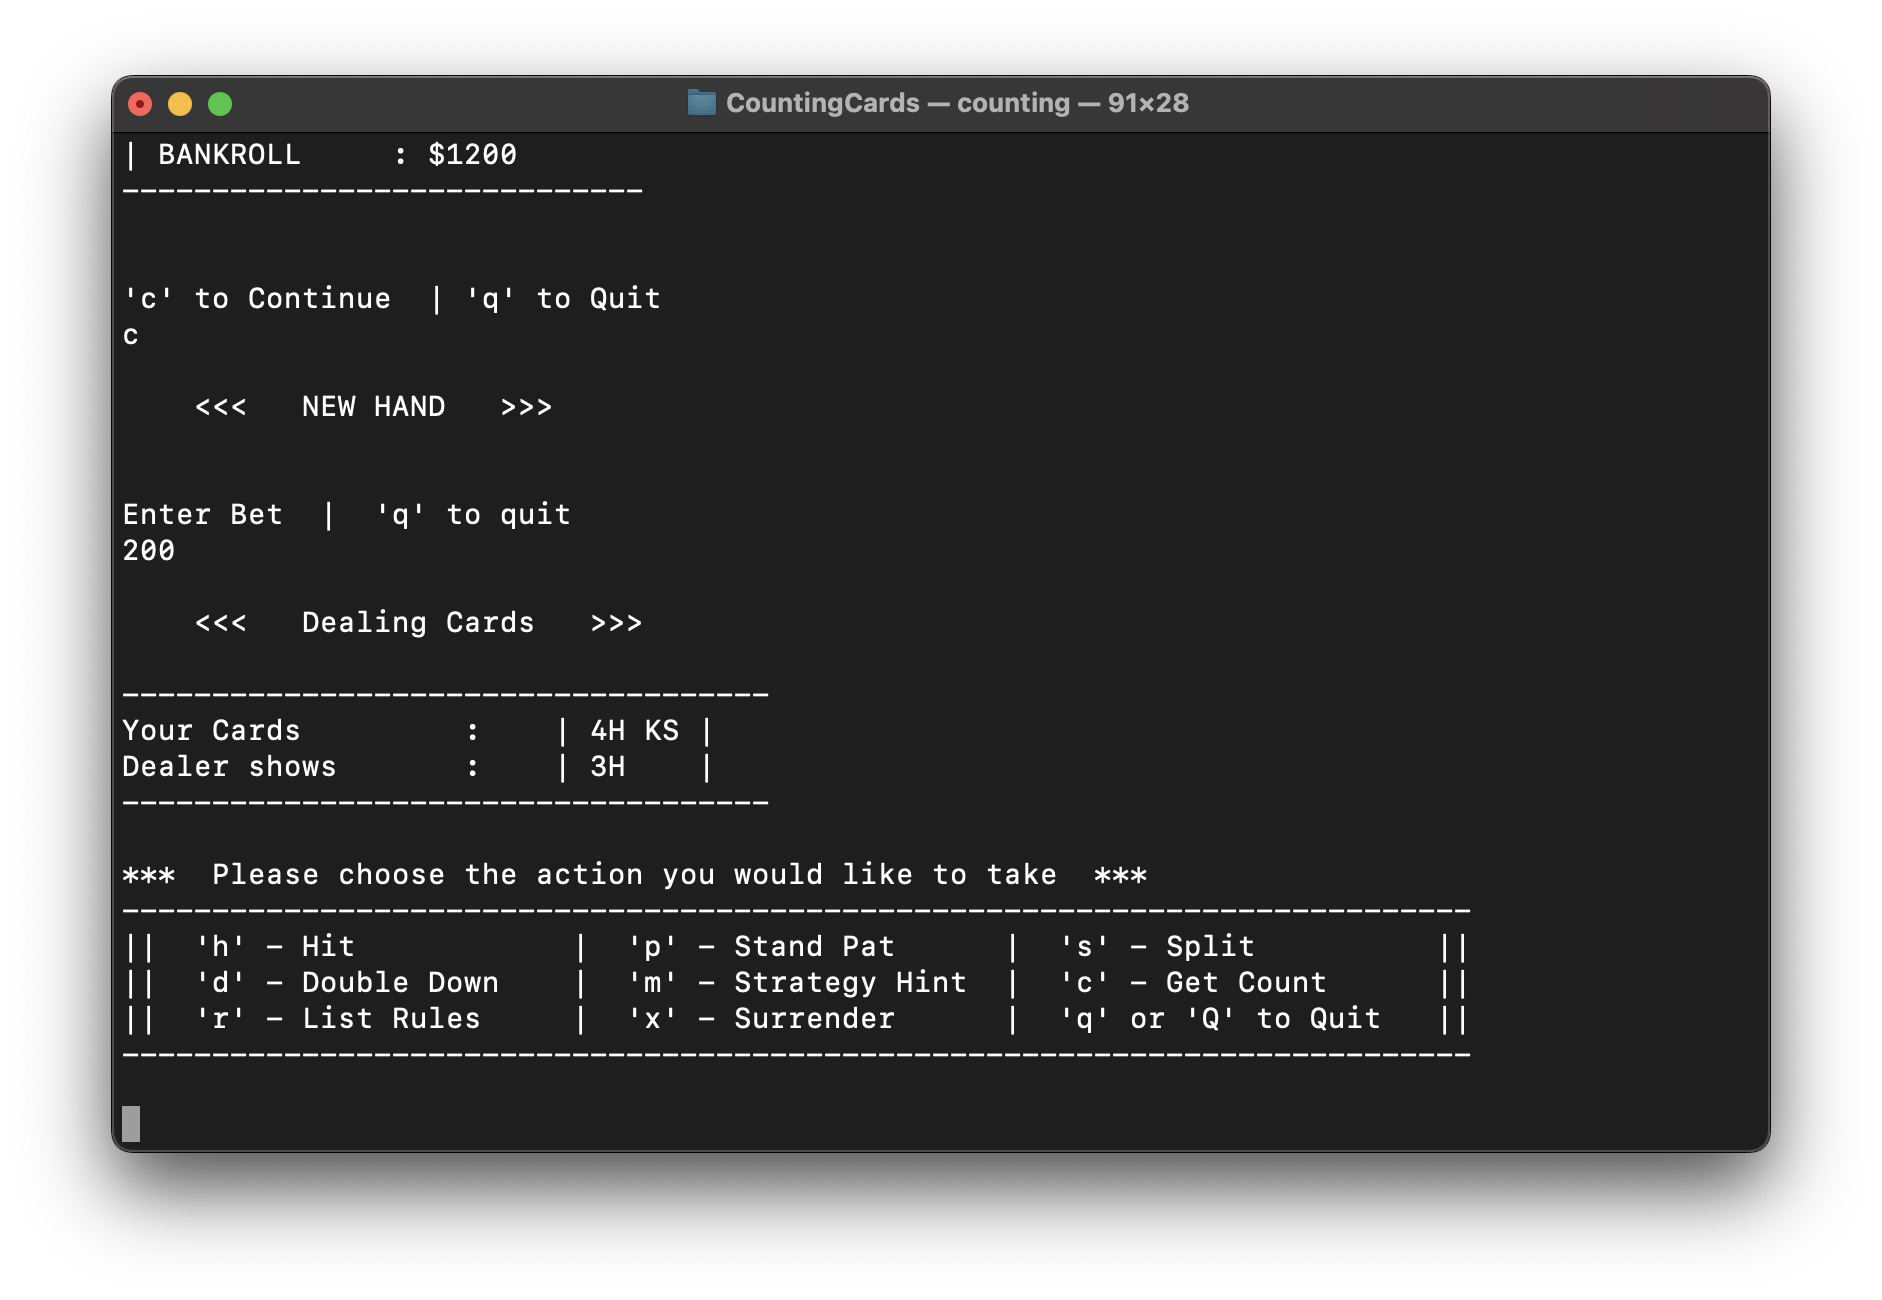 CountingCards — counting — 91×28
| BANKROLL     : $1200
-----------------------------
'c' to Continue  | 'q' to Quit
c
    <<<   NEW HAND   >>>
Enter Bet  |  'q' to quit
200
    <<<   Dealing Cards   >>>
------------------------------------
Your Cards         :    | 4H KS |
Dealer shows       :    | 3H    |
------------------------------------
***  Please choose the action you would like to take  ***
---------------------------------------------------------------------------
||  'h' - Hit            |  'p' - Stand Pat      |  's' - Split          ||
||  'd' - Double Down    |  'm' - Strategy Hint  |  'c' - Get Count      ||
||  'r' - List Rules     |  'x' - Surrender      |  'q' or 'Q' to Quit   ||
---------------------------------------------------------------------------